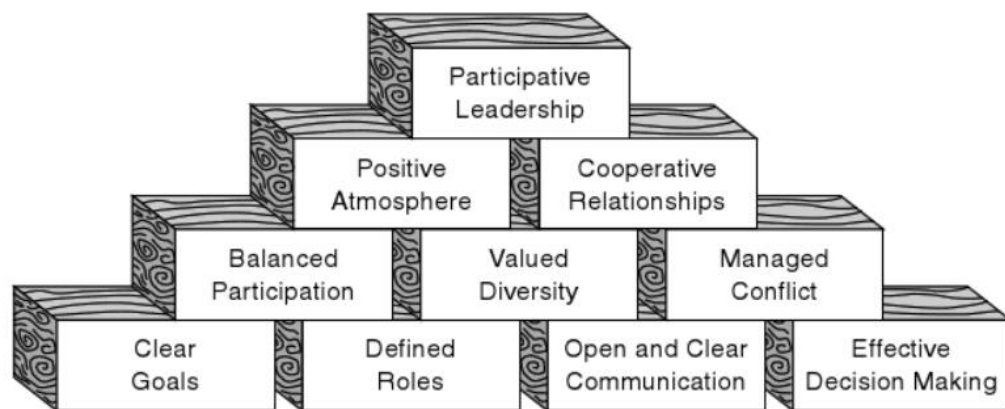 Participative
Leadership
Positive
Atmosphere
Cooperative
Relationships
Balanced
Participation
Valued
Diversity
Managed
Conflict
Clear
Goals
Defined
Roles
Open and Clear
Communication
Effective
Decision Making